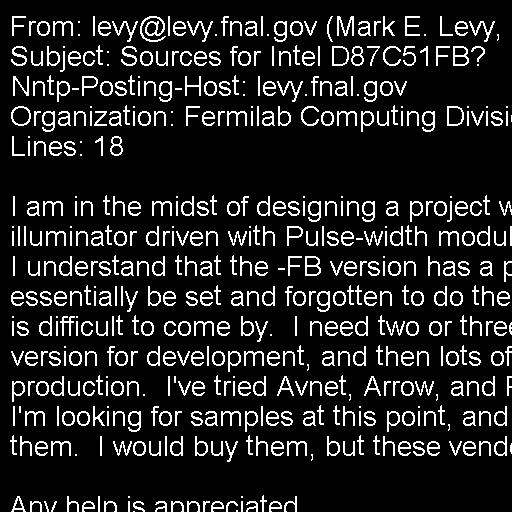 From: levy@levy.fnal.gov (Mark E. Levy,
Subject: Sources for Intel D87C51FB?
Nntp-Posting-Host: levy.fnal.gov
Organization: Fermilab Computing Divisi
Lines: 18

I am in the midst of designing a project w
illuminator driven with Pulse-width modul
I understand that the -FB version has a p
essentially be set and forgotten to do the
is difficult to come by.  I need two or three
version for development, and then lots of
production.  I've tried Avnet, Arrow, and
I'm looking for samples at this point, and
them.  I would buy them, but these vend

Any help is appreciated